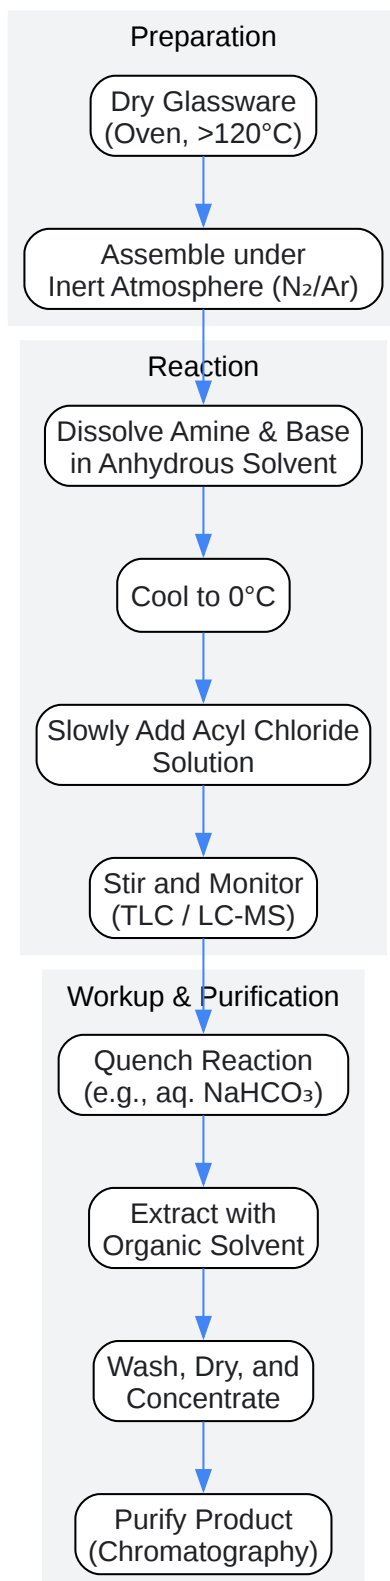 Preparation
Dry Glassware
(Oven, >120°C)
Assemble under
Inert Atmosphere (N₂/Ar)
Reaction
Dissolve Amine & Base
in Anhydrous Solvent
Cool to 0°C
Slowly Add Acyl Chloride
Solution
Stir and Monitor
(TLC / LC-MS)
Workup & Purification
Quench Reaction
(e.g., aq. NaHCO₃)
Extract with
Organic Solvent
Wash, Dry, and
Concentrate
Purify Product
(Chromatography)